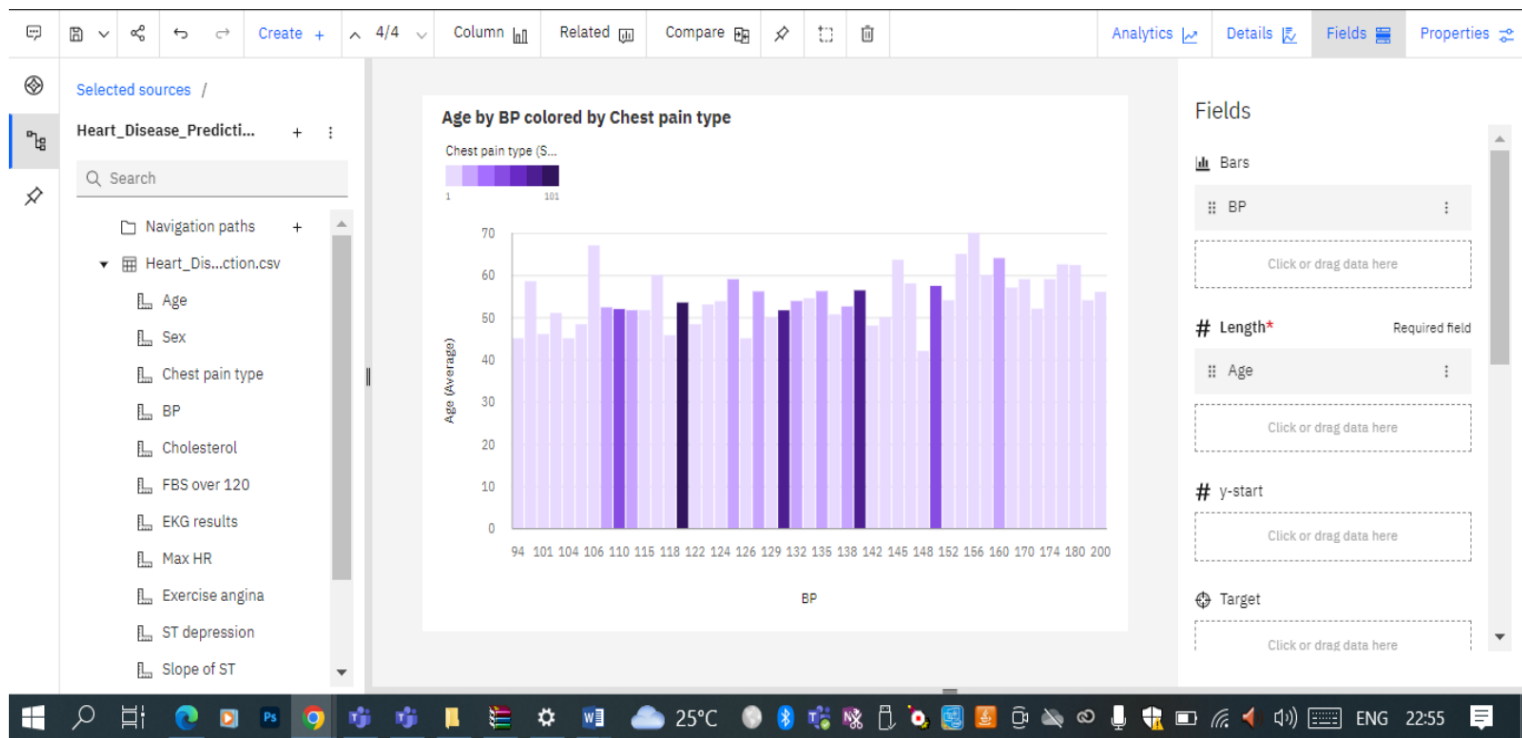 4/4
Create +
Column
Related
Compare
Analytics
Details
Fields
Properties
Selected sources /
Heart_Disease_Predicti...
Search
Navigation paths
Heart_Dis...ction.csv
Age
Sex
Chest pain type
BP
Cholesterol
FBS over 120
EKG results
Max HR
Exercise angina
ST depression
Slope of ST
Age by BP colored by Chest pain type
Chest pain type (S...
1 101
Age (Average)
70
60
50
40
30
20
10
0
94 101 104 106 110 115 118 122 124 126 129 132 135 138 142 145 148 152 156 160 170 174 180 200
BP
Fields
Bars
BP
Click or drag data here
# Length* Required field
Age
Click or drag data here
# y-start
Click or drag data here
Target
Click or drag data here
Ps
25°C
ENG 22:55